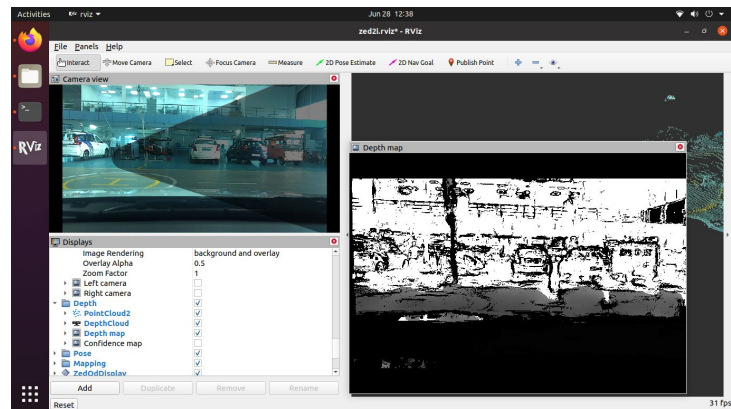 Activities
RViz rviz
Jun 28 12:38
zed2i.rviz* - RViz
File Panels Help
Interact Move Camera Select Focus Camera Measure 2D Pose Estimate 2D Nav Goal Publish Point
Camera view
Depth map
Displays
Image Rendering background and overlay
Overlay Alpha 0.5
Zoom Factor 1
Left camera
Right camera
Depth
PointCloud2
DepthCloud
Depth map
Confidence map
Pose
Mapping
ZedOdDisplay
Add Duplicate Remove Rename
Reset
31 fps
RViz